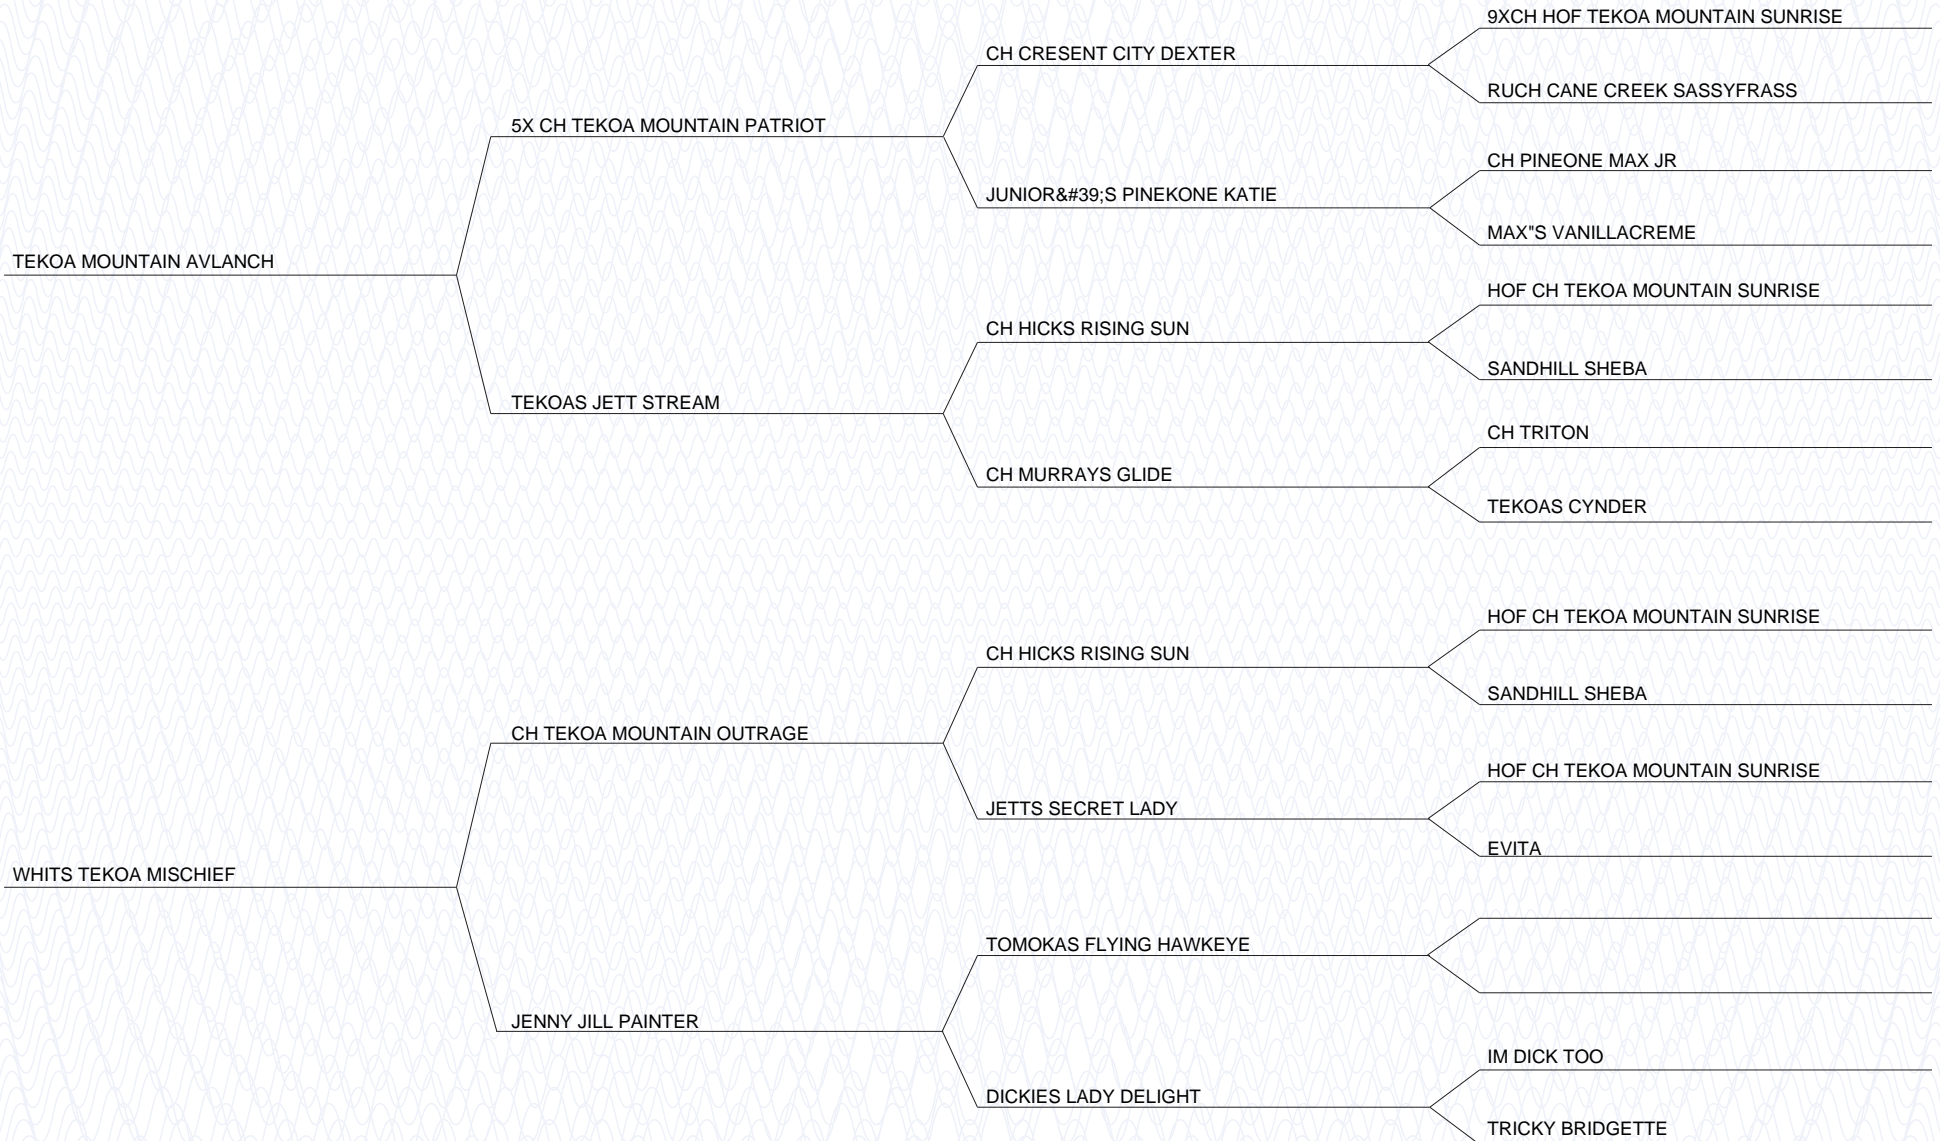 9XCH HOF TEKOA MOUNTAIN SUNRISE
CH CRESENT CITY DEXTER
RUCH CANE CREEK SASSYFRASS
5X CH TEKOA MOUNTAIN PATRIOT
CH PINEONE MAX JR
JUNIOR&#39;S PINEKONE KATIE
MAX"S VANILLACREME
TEKOA MOUNTAIN AVLANCH
HOF CH TEKOA MOUNTAIN SUNRISE
CH HICKS RISING SUN
SANDHILL SHEBA
TEKOAS JETT STREAM
CH TRITON
CH MURRAYS GLIDE
TEKOAS CYNDER
HOF CH TEKOA MOUNTAIN SUNRISE
CH HICKS RISING SUN
SANDHILL SHEBA
CH TEKOA MOUNTAIN OUTRAGE
HOF CH TEKOA MOUNTAIN SUNRISE
JETTS SECRET LADY
EVITA
WHITS TEKOA MISCHIEF
TOMOKAS FLYING HAWKEYE
JENNY JILL PAINTER
IM DICK TOO
DICKIES LADY DELIGHT
TRICKY BRIDGETTE